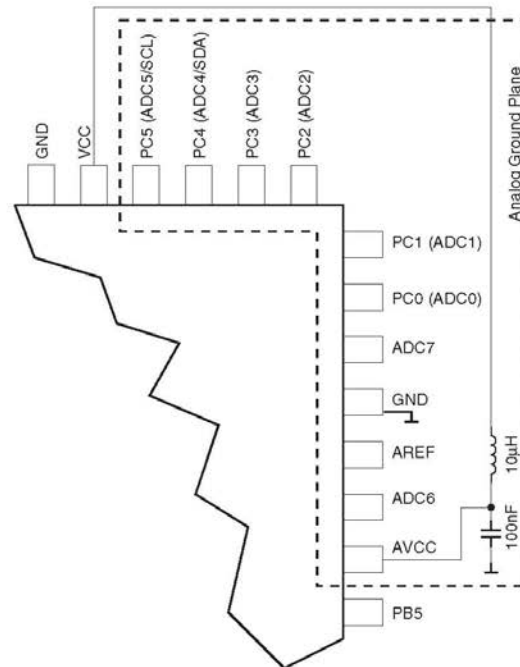 GND
VCC
PC5 (ADC5/SCL)
PC4 (ADC4/SDA)
PC3 (ADC3)
PC2 (ADC2)
Analog Ground Plane
PC1 (ADC1)
PC0 (ADC0)
ADC7
GND
AREF
ADC6
AVCC
PB5
10µH
100nF